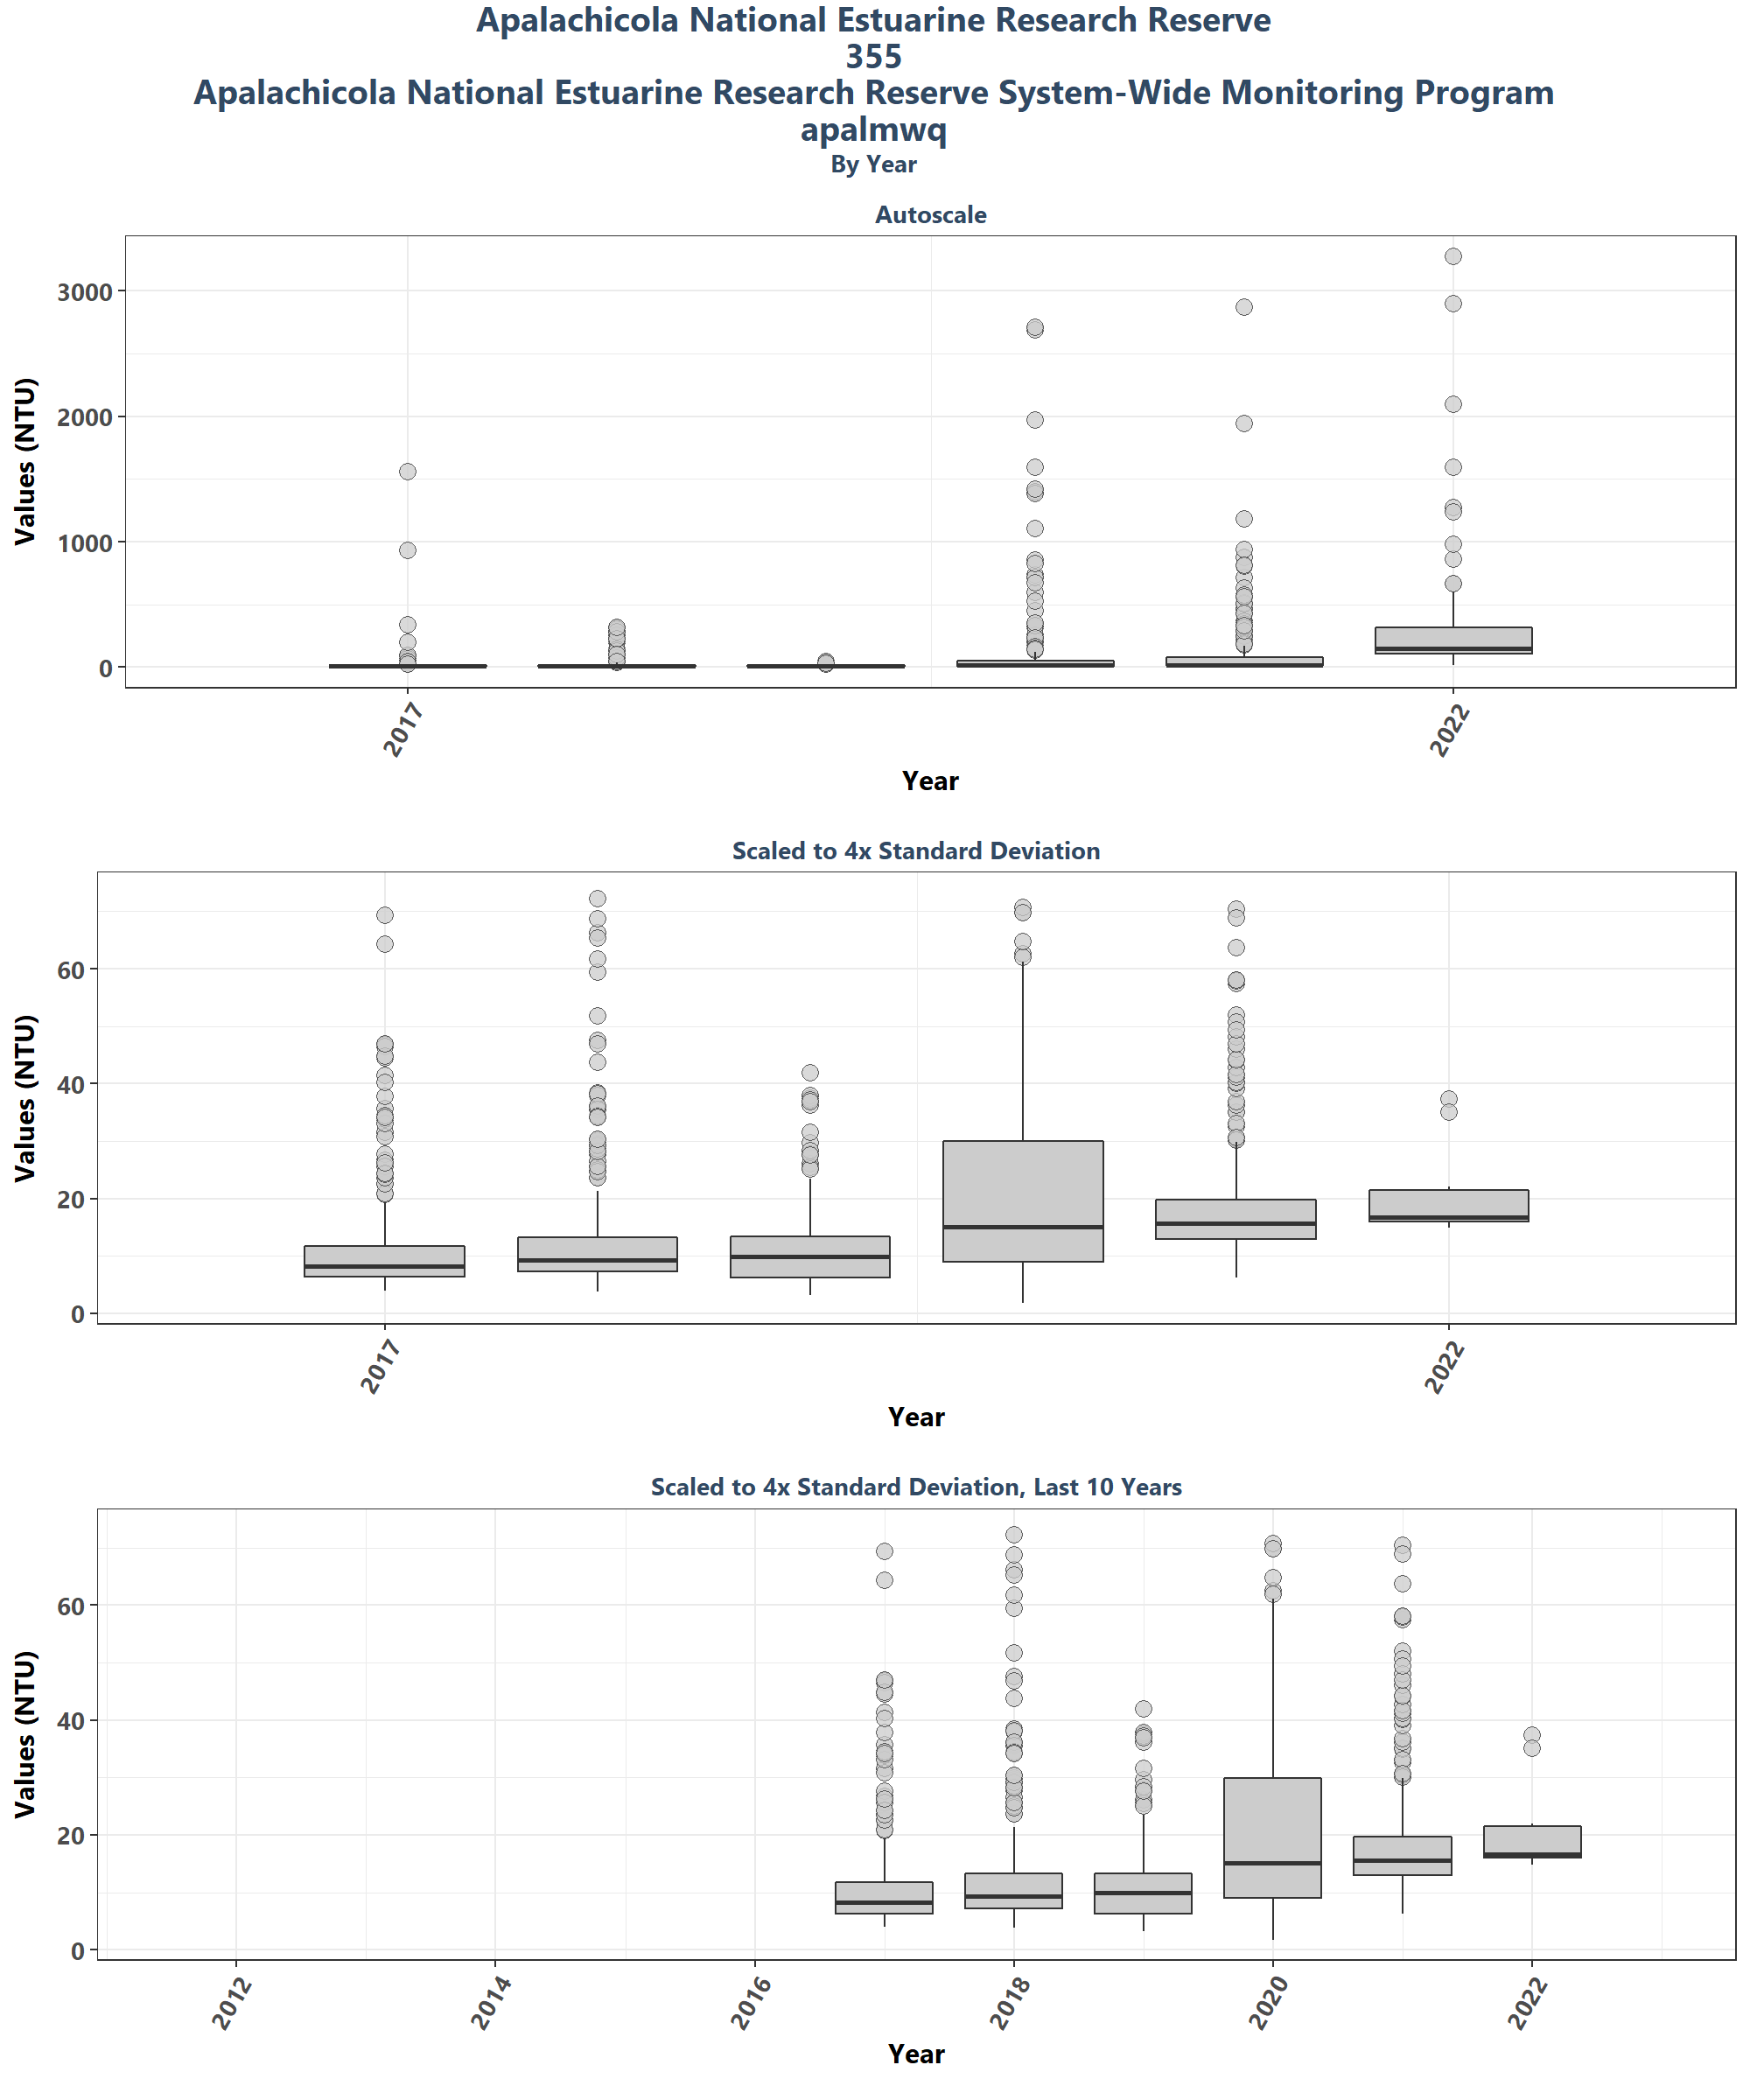 Apalachicola National Estuarine Research Reserve
355
Apalachicola National Estuarine Research Reserve System-Wide Monitoring Program
apalmwq
By Year
Autoscale
Values (NTU)
3000
2000
1000
0
2017
2022
Year
Scaled to 4x Standard Deviation
Values (NTU)
60
40
20
0
2017
2022
Year
Scaled to 4x Standard Deviation, Last 10 Years
Values (NTU)
60
40
20
0
2012
2014
2016
2018
2020
2022
Year